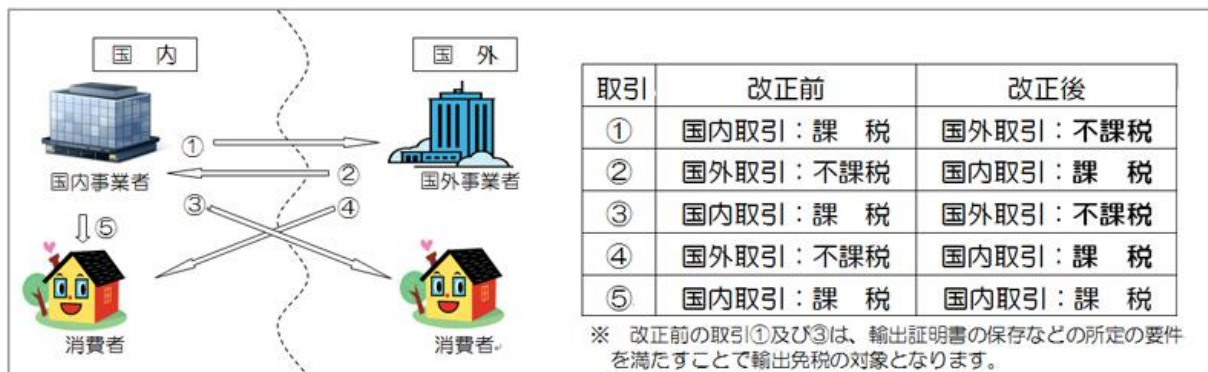 国 内
国 外
①
②
国内事業者
国外事業者
③
④
⑤
消費者
消費者
取引 改正前 改正後
① 国内取引：課 税 国外取引：不課税
② 国外取引：不課税 国内取引：課 税
③ 国内取引：課 税 国外取引：不課税
④ 国外取引：不課税 国内取引：課 税
⑤ 国内取引：課 税 国内取引：課 税
※ 改正前の取引①及び③は、輸出証明書の保存などの所定の要件
を満たすことで輸出免税の対象となります。